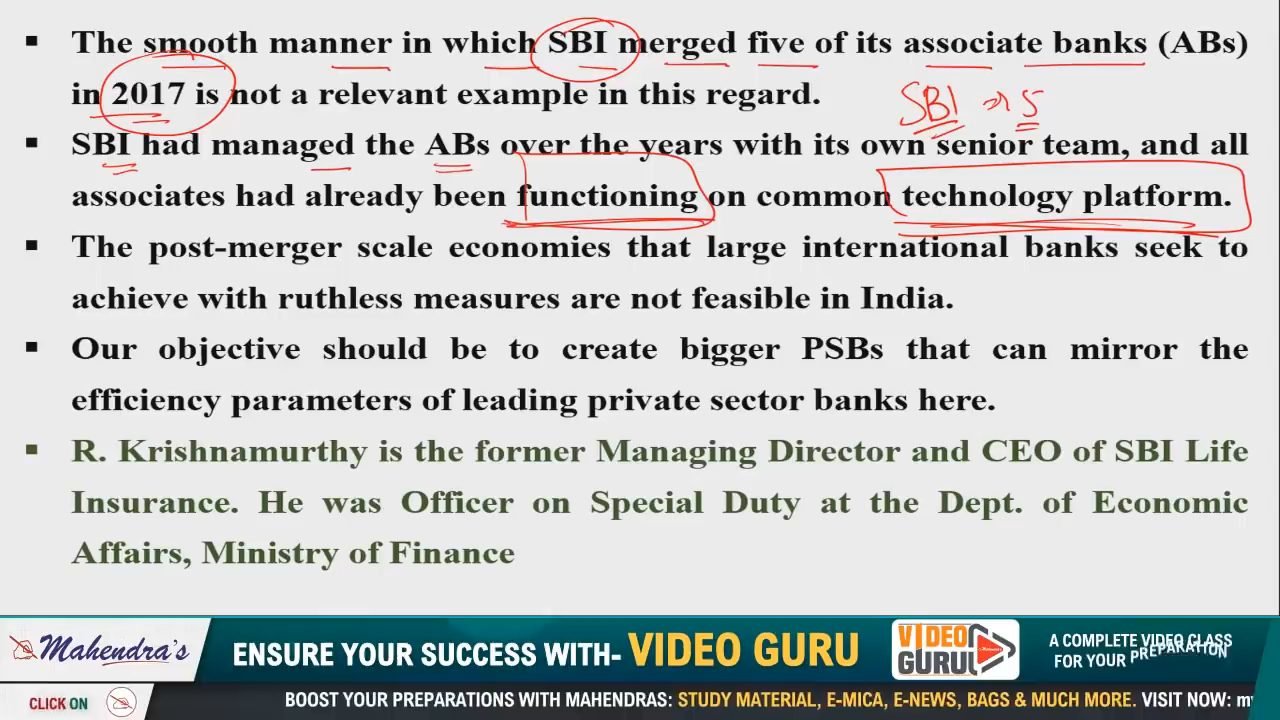 ▪ The smooth manner in which SBI merged five of its associate banks (ABs)
in 2017 is not a relevant example in this regard.
SBI ⇒ 5
▪ SBI had managed the ABs over the years with its own senior team, and all
associates had already been functioning on common technology platform.
▪ The post-merger scale economies that large international banks seek to
achieve with ruthless measures are not feasible in India.
▪ Our objective should be to create bigger PSBs that can mirror the
efficiency parameters of leading private sector banks here.
▪ R. Krishnamurthy is the former Managing Director and CEO of SBI Life
Insurance. He was Officer on Special Duty at the Dept. of Economic
Affairs, Ministry of Finance
Mahendra's
ENSURE YOUR SUCCESS WITH- VIDEO GURU
VIDEO
GURU
A COMPLETE VIDEO CLASS
FOR YOUR PREPARATION
CLICK ON
BOOST YOUR PREPARATIONS WITH MAHENDRAS: STUDY MATERIAL, E-MICA, E-NEWS, BAGS & MUCH MORE. VISIT NOW: